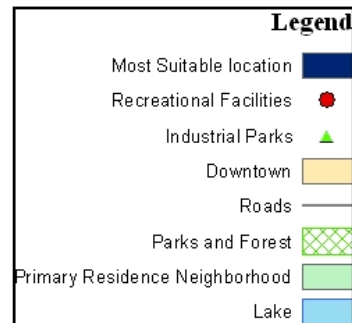 Legend
Most Suitable location
Recreational Facilities
Industrial Parks
Downtown
Roads
Parks and Forest
Primary Residence Neighborhood
Lake